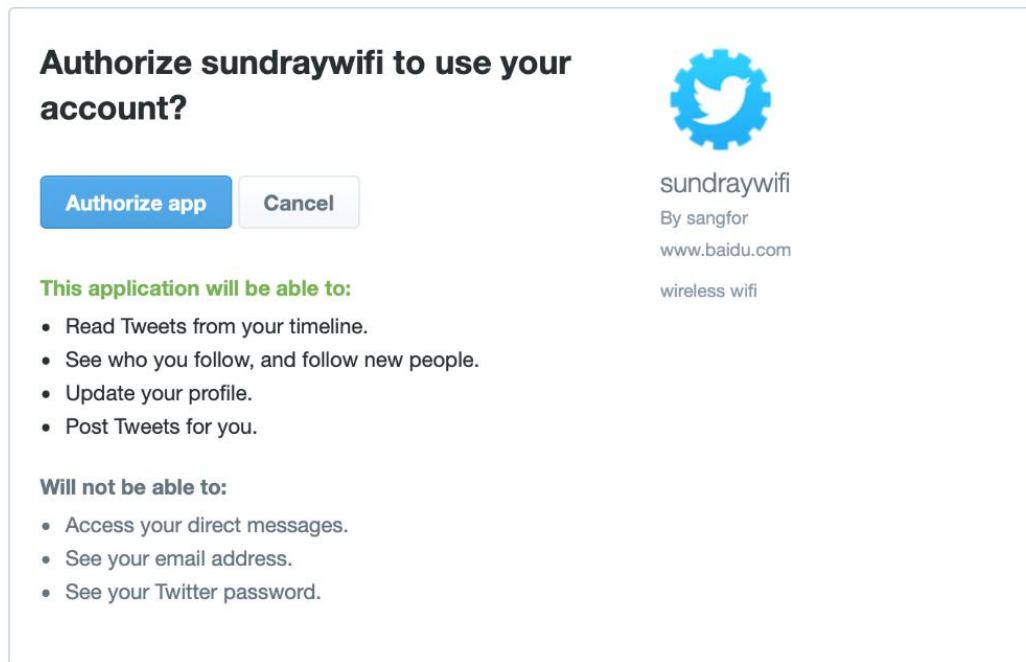 Authorize sundraywifi to use your
account?
Authorize app
Cancel
This application will be able to:
• Read Tweets from your timeline.
• See who you follow, and follow new people.
• Update your profile.
• Post Tweets for you.
Will not be able to:
• Access your direct messages.
• See your email address.
• See your Twitter password.
sundraywifi
By sangfor
www.baidu.com
wireless wifi